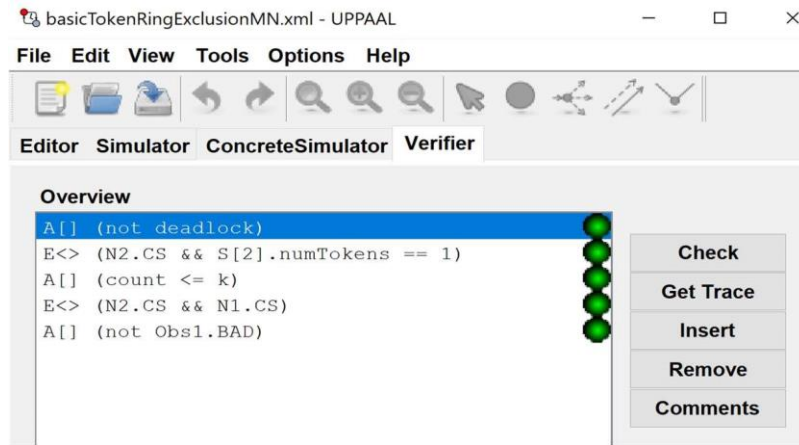 basicTokenRingExclusionMN.xml - UPPAAL
File Edit View Tools Options Help
Editor Simulator ConcreteSimulator Verifier
Overview
A[] (not deadlock)
E<> (N2.CS && S[2].numTokens == 1)
A[] (count <= k)
E<> (N2.CS && N1.CS)
A[] (not Obs1.BAD)
Check
Get Trace
Insert
Remove
Comments